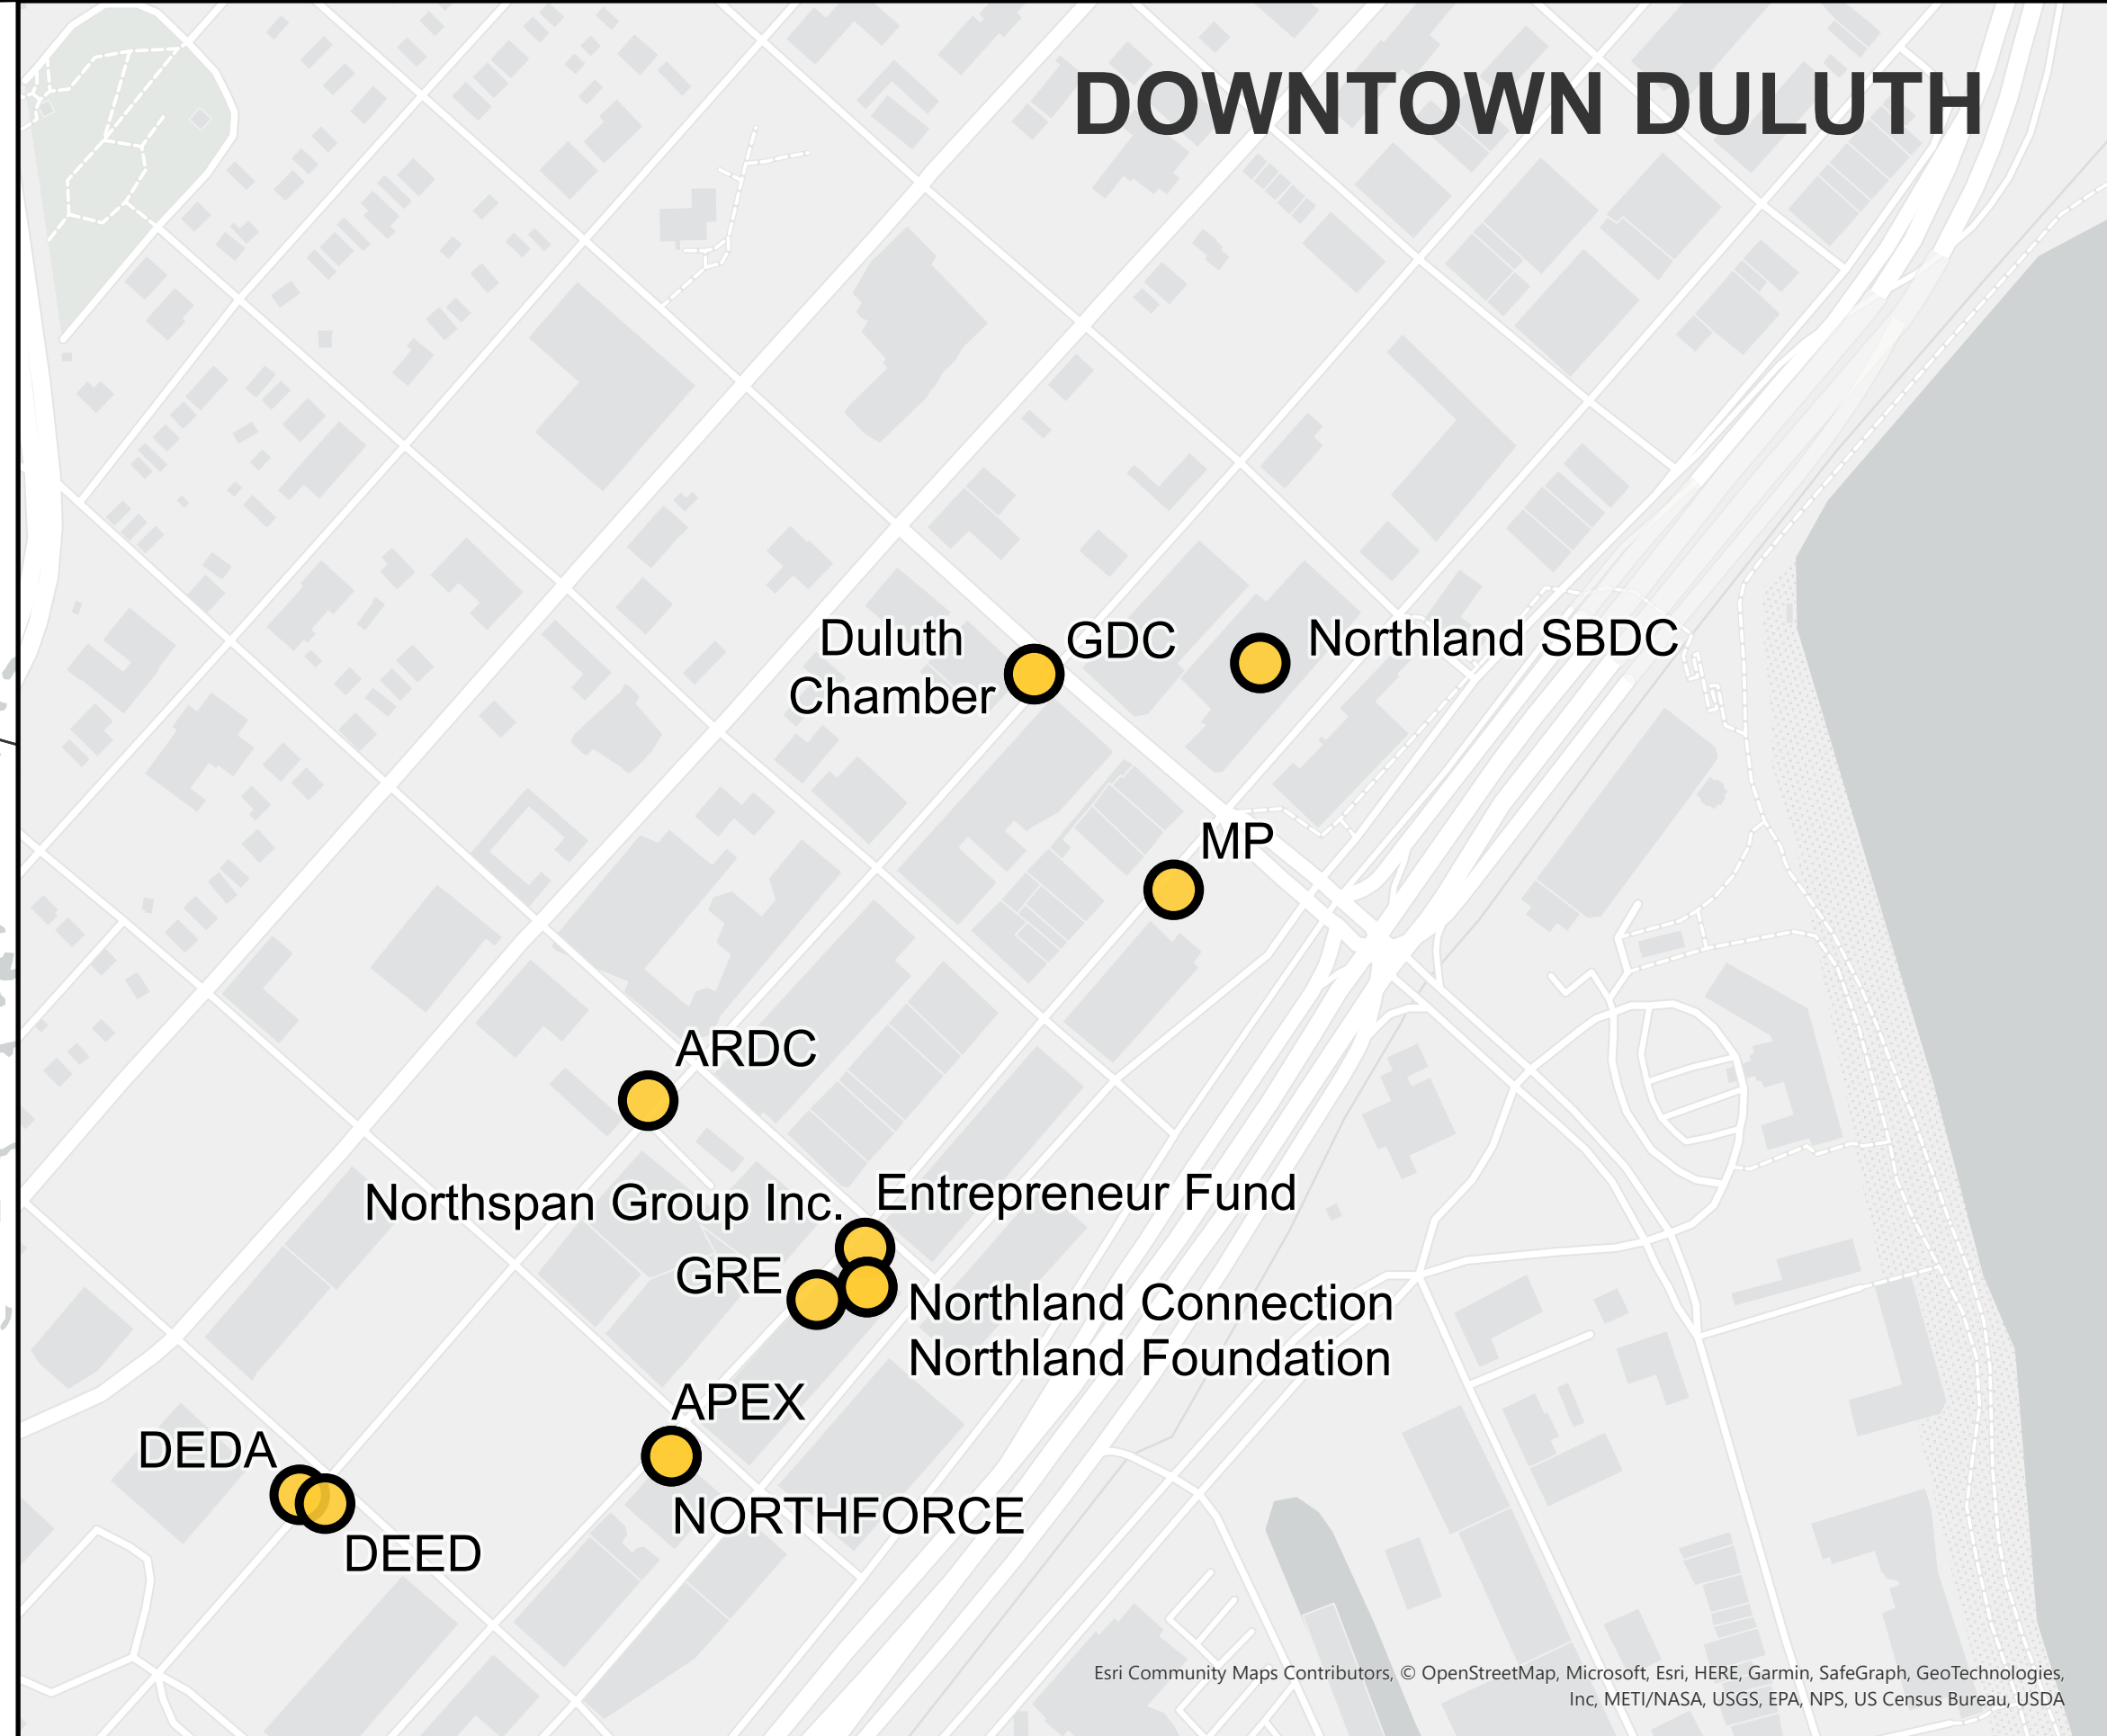 DOWNTOWN DULUTH
Duluth
Chamber
GDC
Northland SBDC
MP
ARDC
Northspan Group Inc.
Entrepreneur Fund
GRE
Northland Connection
Northland Foundation
APEX
NORTHFORCE
DEDA
DEED
Esri Community Maps Contributors, © OpenStreetMap, Microsoft, Esri, HERE, Garmin, SafeGraph, GeoTechnologies,
Inc, METI/NASA, USGS, EPA, NPS, US Census Bureau, USDA